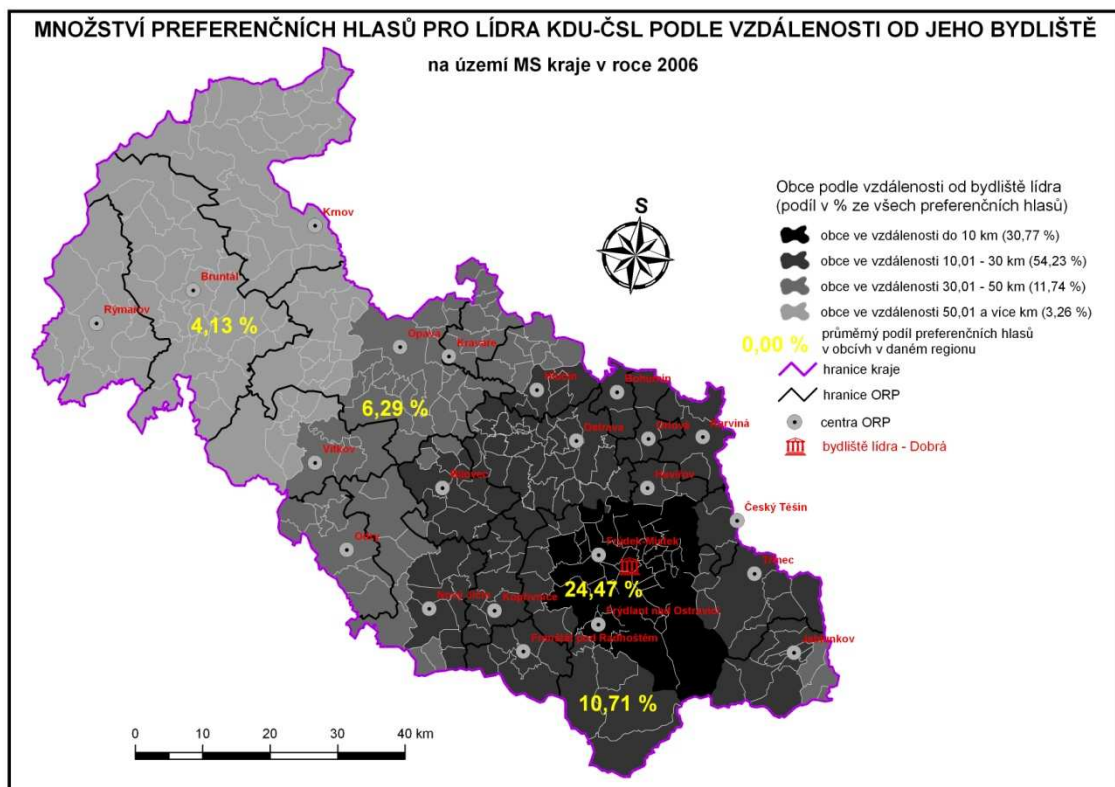 MNOŽSTVÍ PREFERENČNÍCH HLASŮ PRO LÍDRA KDU-ČSL PODLE VZDÁLENOSTI OD JEHO BYDLIŠTĚ
na území MS kraje v roce 2006
S
Obce podle vzdálenosti od bydliště lídra
(podíl v % ze všech preferenčních hlasů)
obce ve vzdálenosti do 10 km (30,77 %)
obce ve vzdálenosti 10,01 - 30 km (54,23 %)
obce ve vzdálenosti 30,01 - 50 km (11,74 %)
obce ve vzdálenosti 50,01 a více km (3,26 %)
0,00 %
průměrný podíl preferenčních hlasů
v obcívh v daném regionu
hranice kraje
hranice ORP
centra ORP
bydliště lídra - Dobrá
Krnov
Bruntál
Rýmařov
4,13 %
Opava
Kravaře
Hlučín
Bohumín
6,29 %
Ostrava
Orlová
Karviná
Vítkov
Bílovec
Havířov
Český Těšín
Odry
Frýdek-Místek
Třinec
24,47 %
Nový Jičín
Kopřivnice
Frýdlant nad Ostravicí
Frenštát pod Radhoštěm
Jablunkov
10,71 %
0 10 20 30 40 km